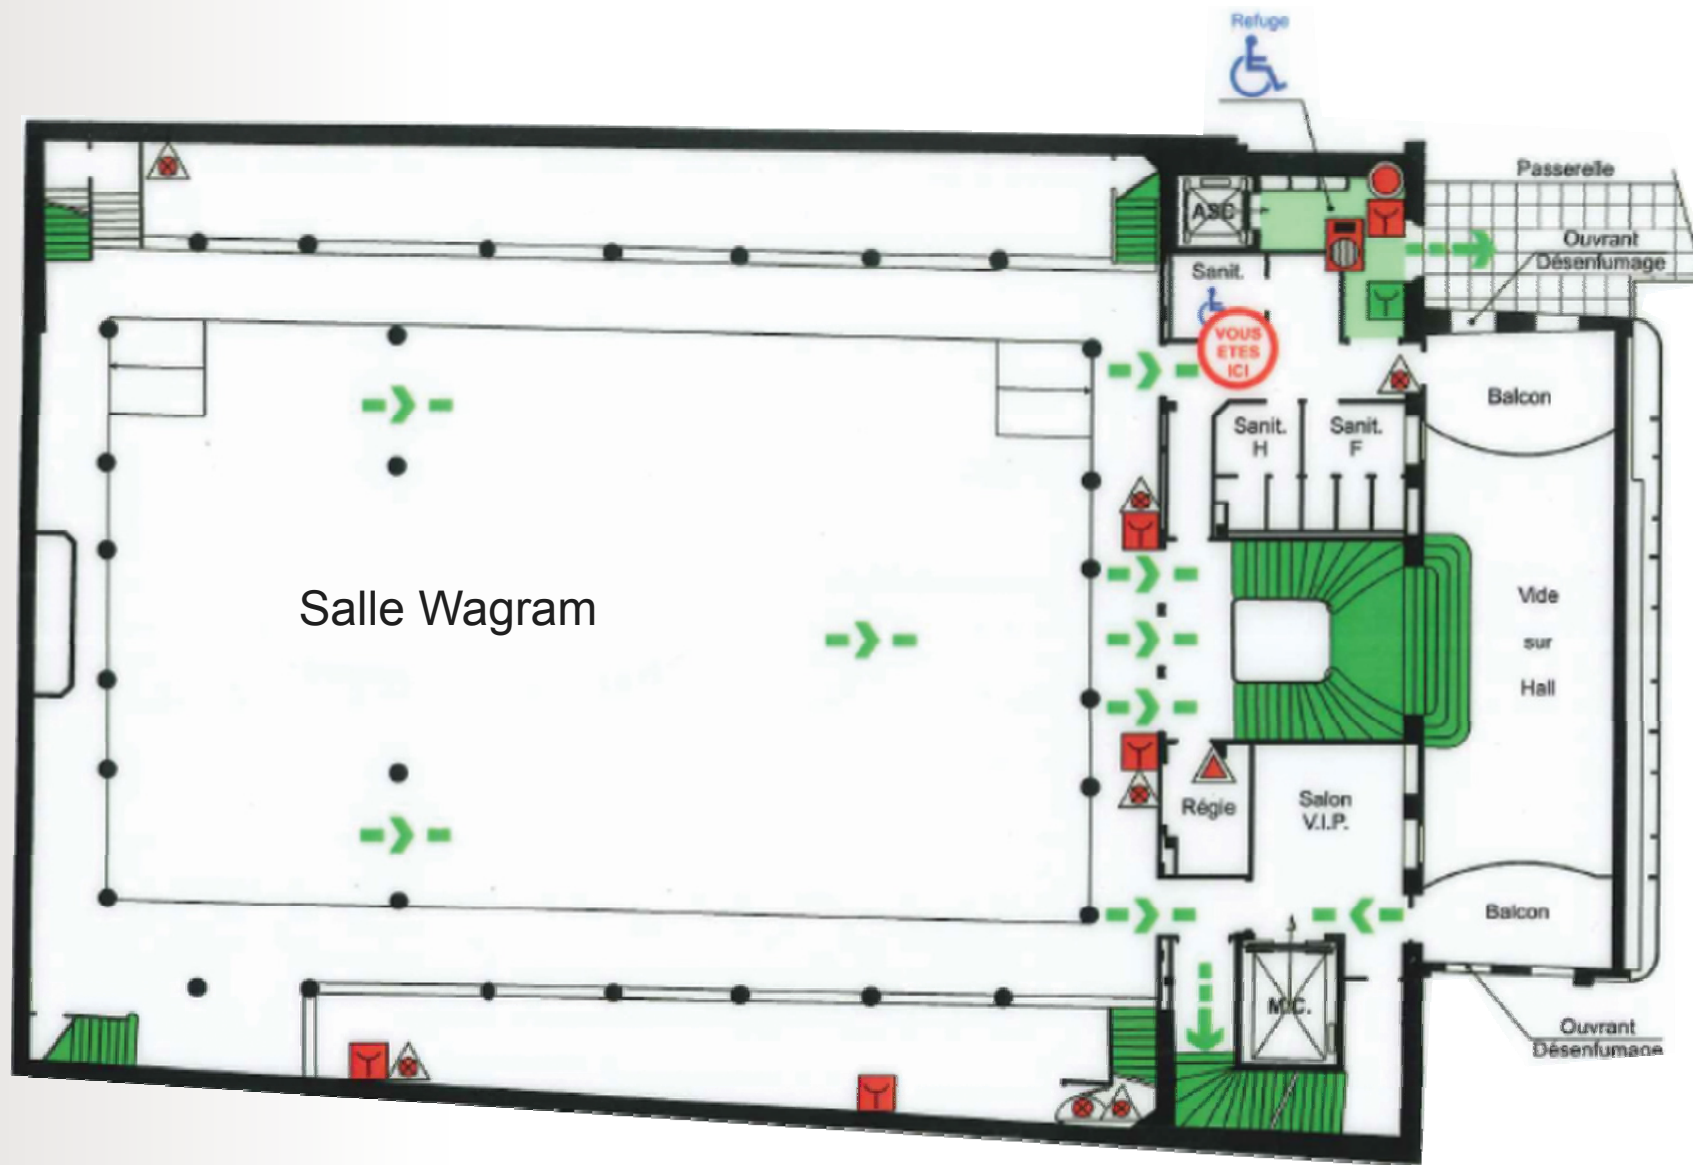 Refuge
Passerelle
Ouvrant
Désenfumage
ASC
Sanit.
VOUS
ETES
ICI
Balcon
Sanit.
H
Sanit.
F
Salle Wagram
Vide
sur
Hall
Régie
Salon
V.I.P.
Balcon
M.C.
Ouvrant
Désenfumage